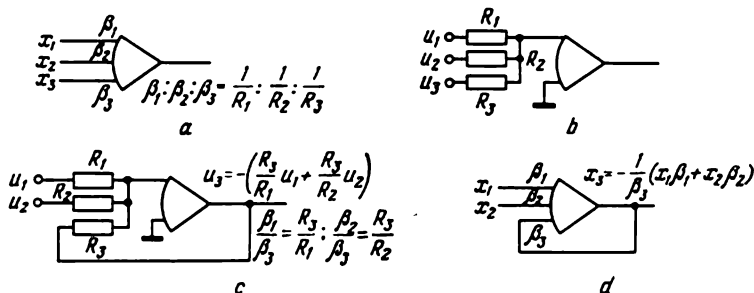 x₁ β₁
x₂ β₂
x₃ β₃
β₁:β₂:β₃= 1/R₁ : 1/R₂ : 1/R₃
a
u₁ R₁
u₂ R₂
u₃ R₃
b
u₁ R₁
u₂ R₂
R₃
u₃=-(R₃/R₁ u₁+ R₃/R₂ u₂)
β₁/β₃ = R₃/R₁ ; β₂/β₃ = R₃/R₂
c
x₁ β₁
x₂ β₂
β₃
x₃=- 1/β₃ (x₁β₁+x₂β₂)
d